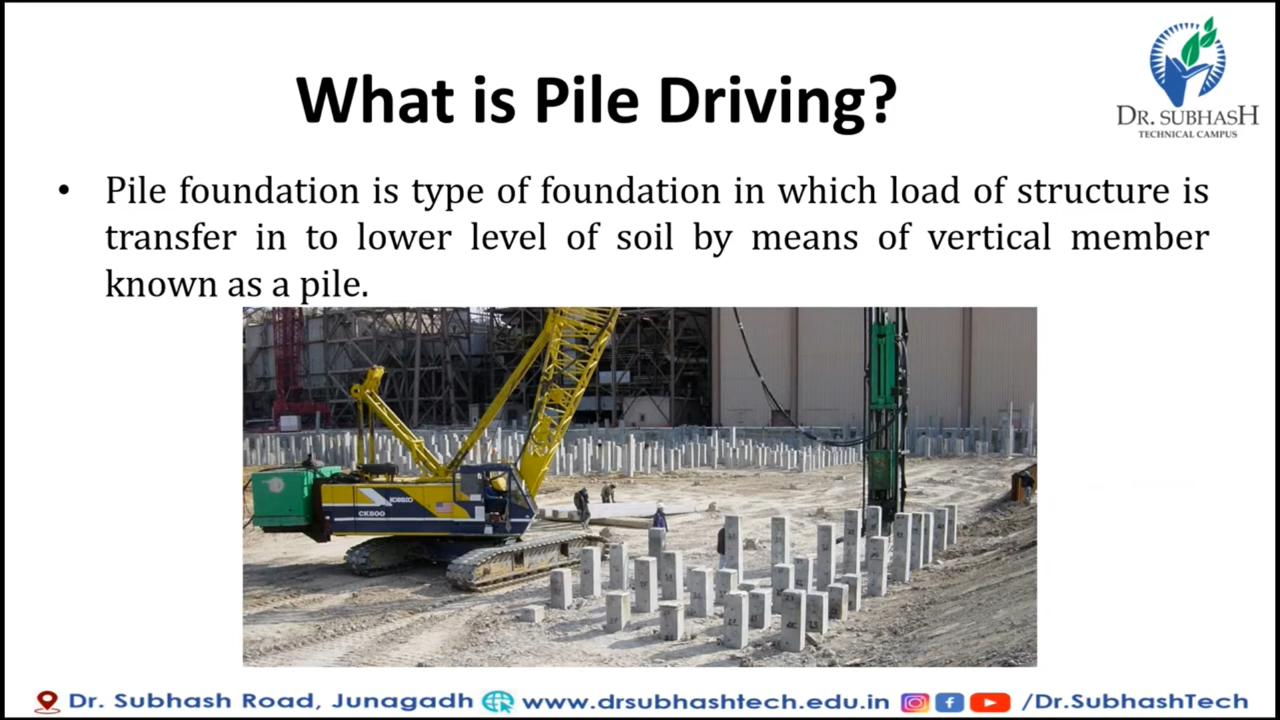 What is Pile Driving?
DR. SUBHASH
TECHNICAL CAMPUS
• Pile foundation is type of foundation in which load of structure is
transfer in to lower level of soil by means of vertical member
known as a pile.
KOBELCO
CK800
Dr. Subhash Road, Junagadh www.drsubhashtech.edu.in /Dr.SubhashTech